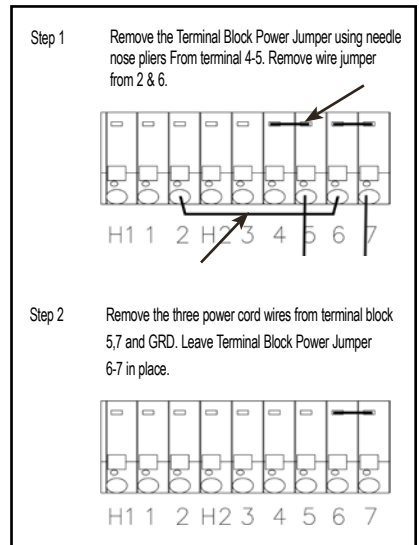 Step 1
Remove the Terminal Block Power Jumper using needle
nose pliers From terminal 4-5. Remove wire jumper
from 2 & 6.
H1 1 2 H2 3 4 5 6 7
Step 2
Remove the three power cord wires from terminal block
5,7 and GRD. Leave Terminal Block Power Jumper
6-7 in place.
H1 1 2 H2 3 4 5 6 7